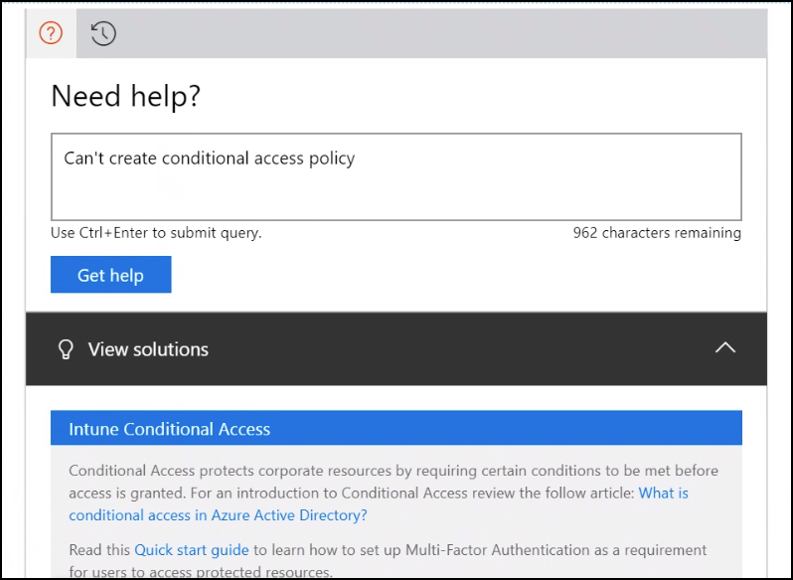 Need help?
Can't create conditional access policy
Use Ctrl+Enter to submit query.
962 characters remaining
Get help
View solutions
Intune Conditional Access
Conditional Access protects corporate resources by requiring certain conditions to be met before
access is granted. For an introduction to Conditional Access review the follow article: What is
conditional access in Azure Active Directory?
Read this Quick start guide to learn how to set up Multi-Factor Authentication as a requirement
for users to access protected resources.